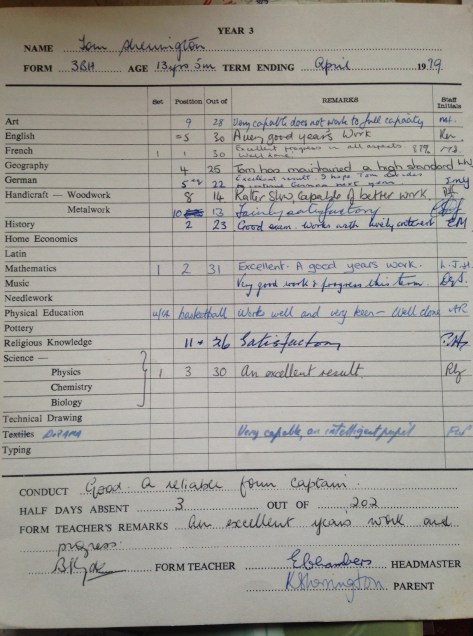 YEAR 3
NAME Tom Sherrington
FORM 3BH AGE 13yrs 5m TERM ENDING April 1979
Set Position Out of REMARKS Staff Initials
Art 9 28 Very capable does not work to full capacity
English =5 30 A very good year's work
French 1 1 30 Excellent progress in all aspects. 87% Well done.
Geography 4 25 Tom has maintained a high standard
German 5 22 Excellent result I hope Tom German next year
Handicraft — Woodwork 8 14 Rather slow, capable of better work
Metalwork 10 13 Fairly satisfactory
History 2 23 Good exam. Works with lively interest
Home Economics
Latin
Mathematics 1 2 31 Excellent. A good years work. L.J.H.
Music Very good work & progress this term.
Needlework
Physical Education basketball Works well and very keen - Well done
Pottery
Religious Knowledge 11 26 Satisfactory
Science—
Physics 1 3 30 An excellent result
Chemistry
Biology
Technical Drawing
Textiles DRAMA Very capable, an intelligent pupil
Typing
CONDUCT Good. A reliable form captain.
HALF DAYS ABSENT 3 OUT OF 202
FORM TEACHER'S REMARKS An excellent years work and
progress.
FORM TEACHER HEADMASTER
K Sherrington PARENT